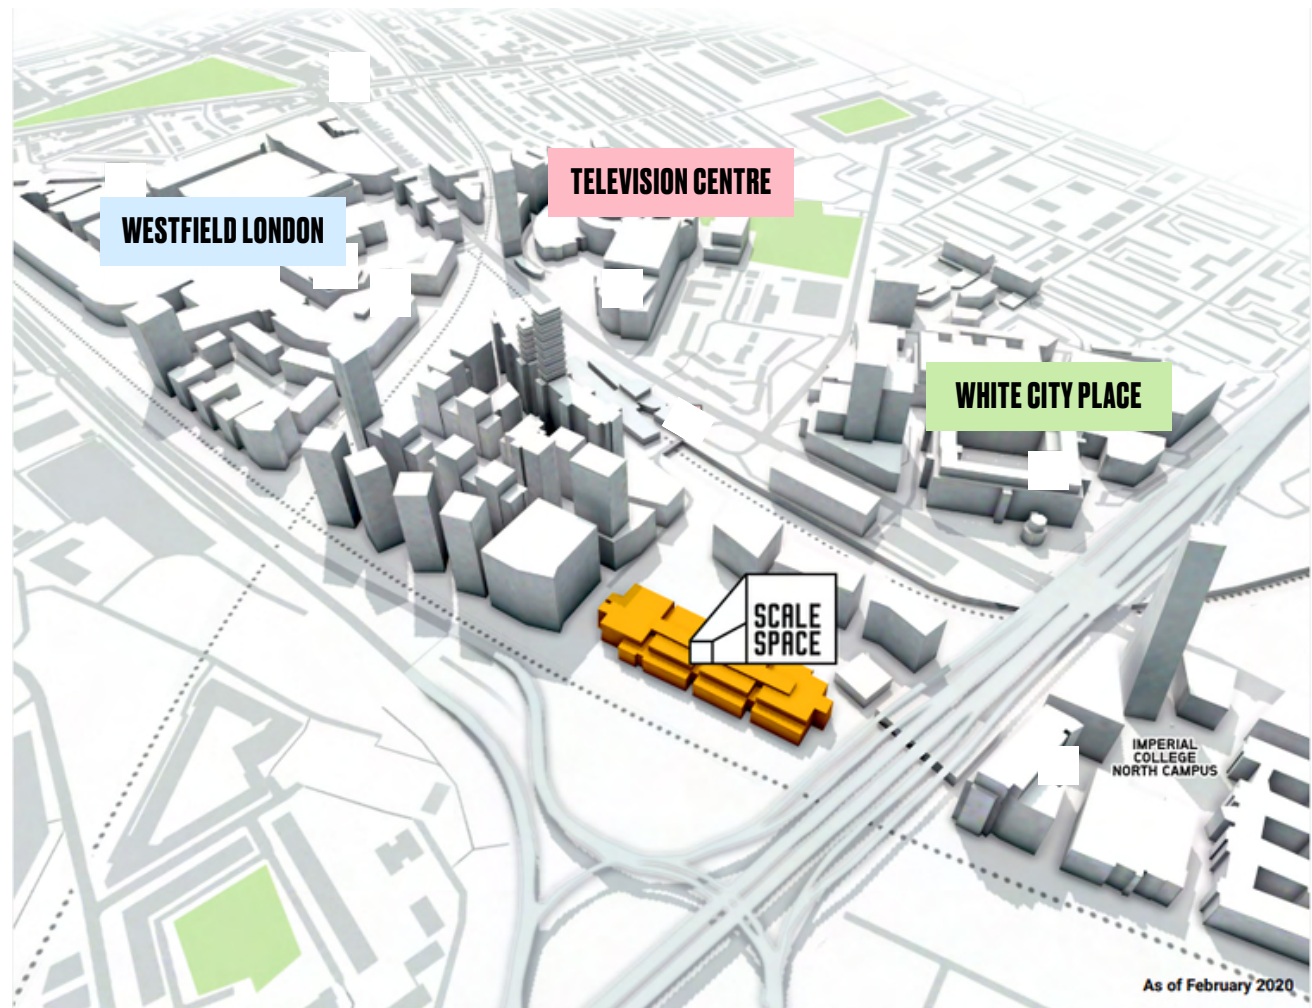 TELEVISION CENTRE
WESTFIELD LONDON
WHITE CITY PLACE
SCALE
SPACE
IMPERIAL
COLLEGE
NORTH CAMPUS
As of February 2020